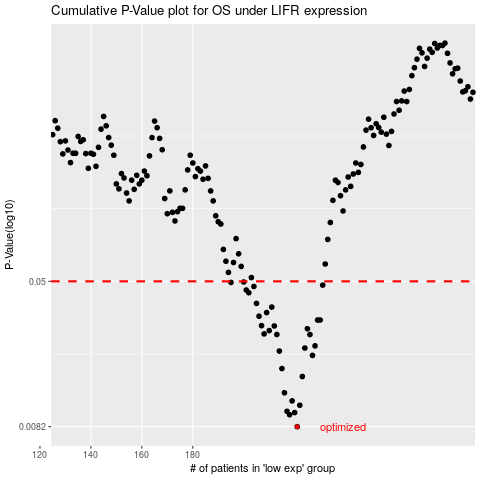 Cumulative P-Value plot for OS under LIFR expression
P-Value(log10)
0.05
0.0082
optimized
120 140 160 180
# of patients in 'low exp' group